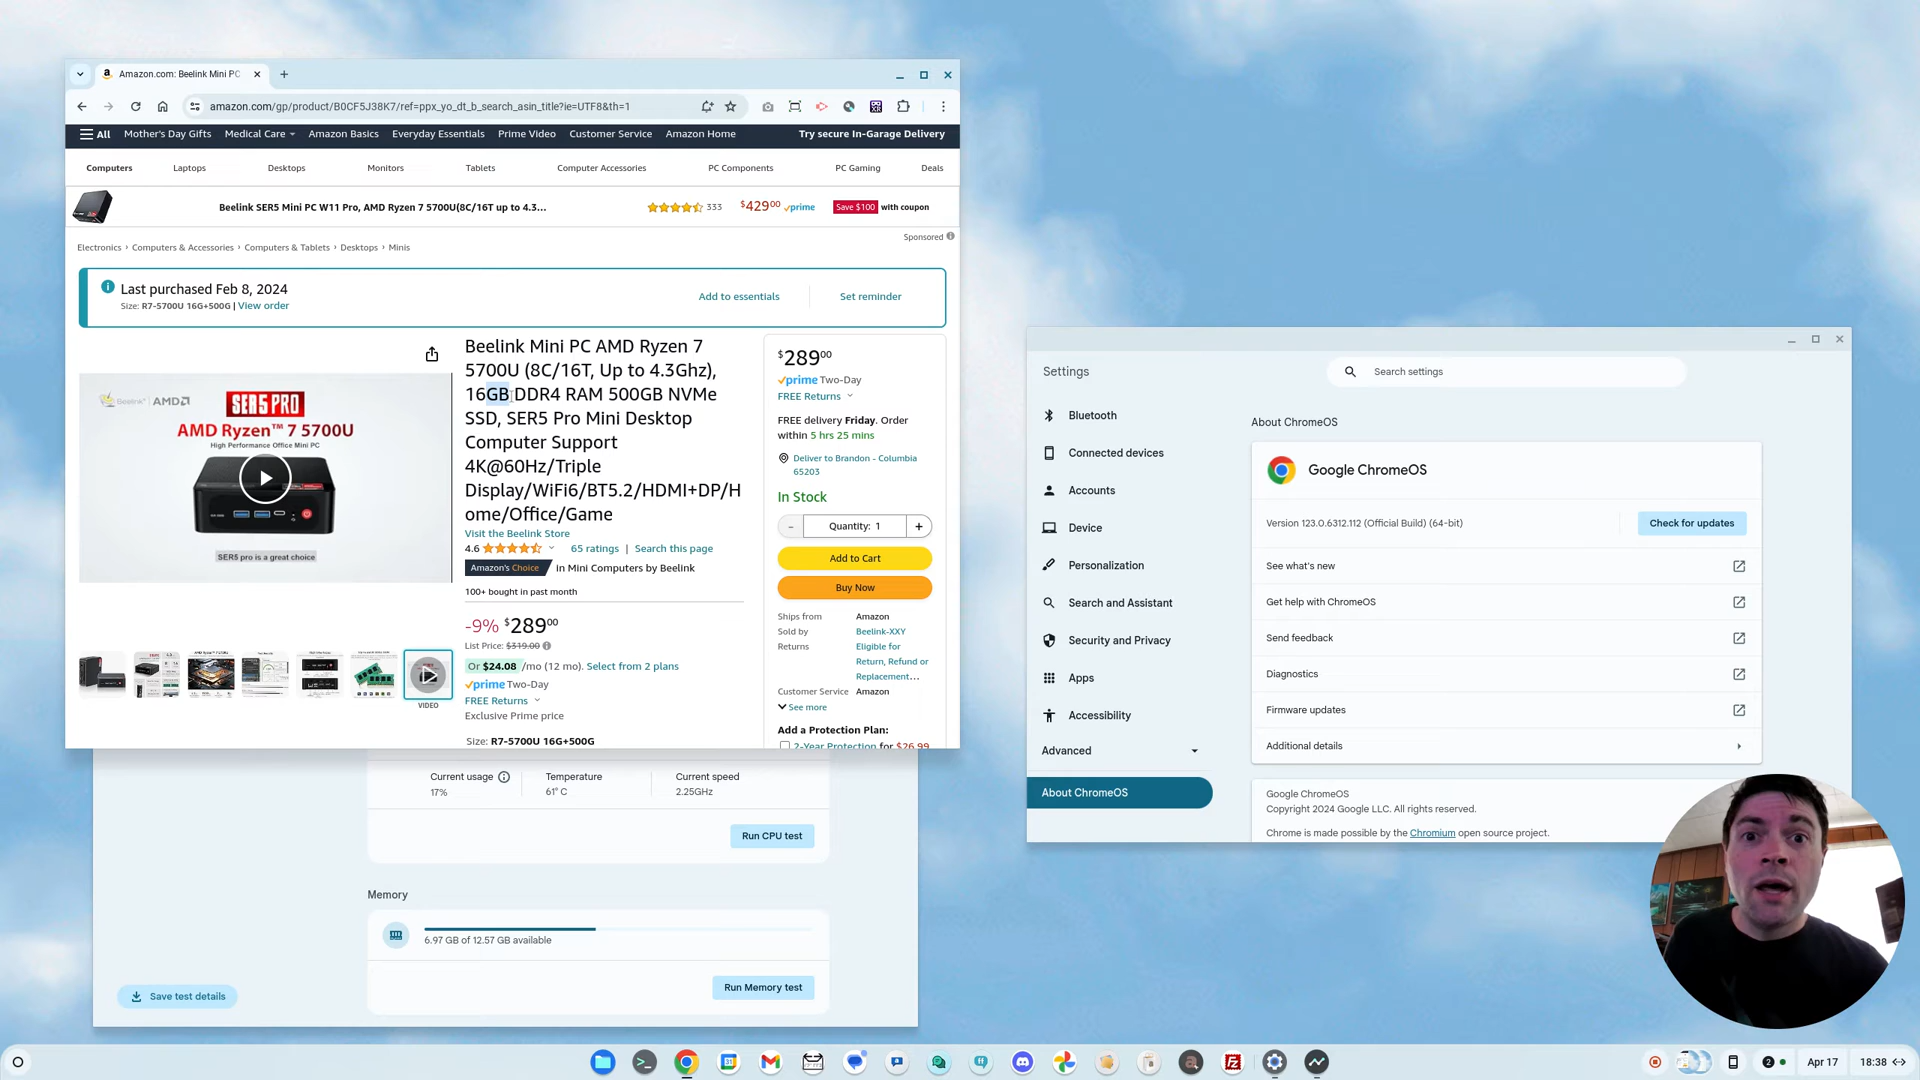 Amazon.com: Beelink Mini PC
amazon.com/gp/product/B0CF5J38K7/ref=ppx_yo_dt_b_search_asin_title?ie=UTF8&th=1
All Mother's Day Gifts Medical Care Amazon Basics Everyday Essentials Prime Video Customer Service Amazon Home Try secure In-Garage Delivery
Computers Laptops Desktops Monitors Tablets Computer Accessories PC Components PC Gaming Deals
Beelink SER5 Mini PC W11 Pro, AMD Ryzen 7 5700U(8C/16T up to 4.3... 333 $429⁰⁰ prime Save $100 with coupon
Sponsored
Electronics › Computers & Accessories › Computers & Tablets › Desktops › Minis
Last purchased Feb 8, 2024
Size: R7-5700U 16G+500G | View order
Add to essentials Set reminder
Beelink AMD
SER5 PRO
AMD Ryzen™ 7 5700U
High Performance Office Mini PC
SER5 pro is a great choice
VIDEO
Beelink Mini PC AMD Ryzen 7
5700U (8C/16T, Up to 4.3Ghz),
16GB DDR4 RAM 500GB NVMe
SSD, SER5 Pro Mini Desktop
Computer Support
4K@60Hz/Triple
Display/WiFi6/BT5.2/HDMI+DP/H
ome/Office/Game
Visit the Beelink Store
4.6 65 ratings | Search this page
Amazon's Choice in Mini Computers by Beelink
100+ bought in past month
-9% $289⁰⁰
List Price: $319.00
Or $24.08 /mo (12 mo). Select from 2 plans
prime Two-Day
FREE Returns
Exclusive Prime price
Size: R7-5700U 16G+500G
$289⁰⁰
prime Two-Day
FREE Returns
FREE delivery Friday. Order
within 5 hrs 25 mins
Deliver to Brandon - Columbia
65203
In Stock
- Quantity: 1 +
Add to Cart
Buy Now
Ships from Amazon
Sold by Beelink-XXY
Returns Eligible for
Return, Refund or
Replacement...
Customer Service Amazon
See more
Add a Protection Plan:
2-Year Protection for $26.99
Current usage Temperature Current speed
17% 61° C 2.25GHz
Run CPU test
Memory
6.97 GB of 12.57 GB available
Run Memory test
Save test details
Settings
Search settings
Bluetooth
Connected devices
Accounts
Device
Personalization
Search and Assistant
Security and Privacy
Apps
Accessibility
Advanced
About ChromeOS
About ChromeOS
Google ChromeOS
Version 123.0.6312.112 (Official Build) (64-bit)
Check for updates
See what's new
Get help with ChromeOS
Send feedback
Diagnostics
Firmware updates
Additional details
Google ChromeOS
Copyright 2024 Google LLC. All rights reserved.
Chrome is made possible by the Chromium open source project.
2 Apr 17 18:38